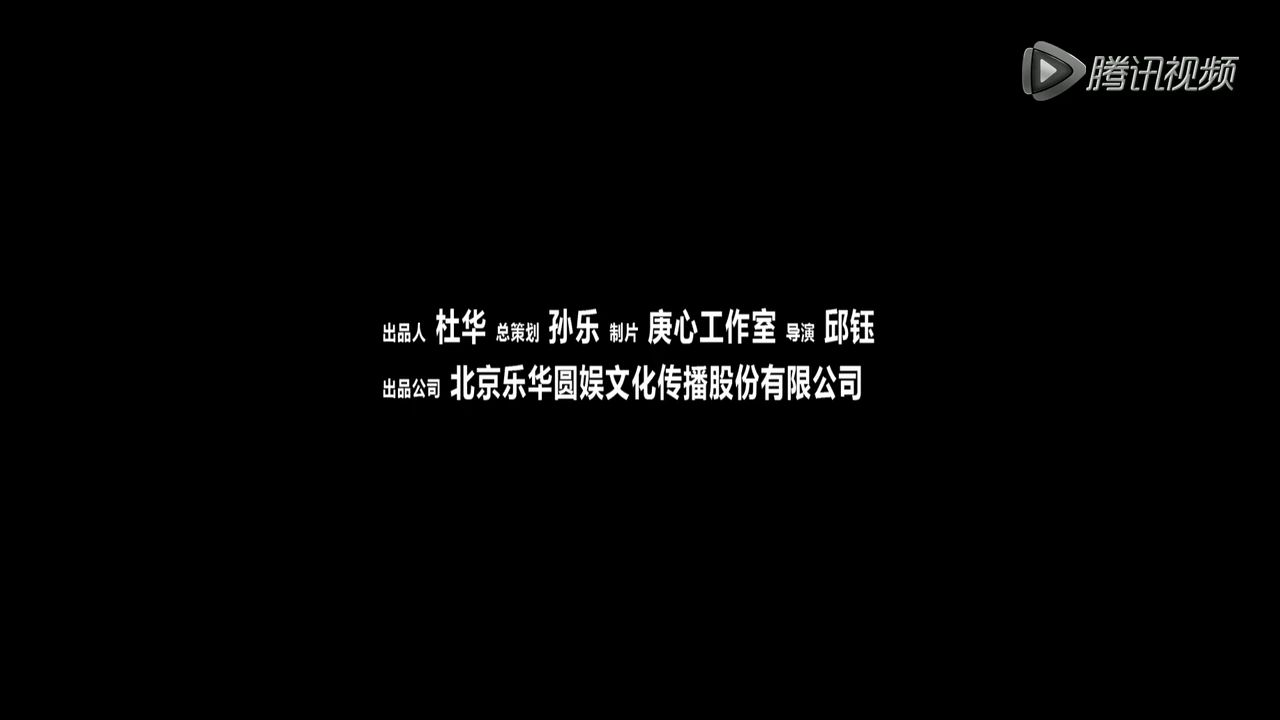 腾讯视频
出品人 杜华 总策划 孙乐 制片 庚心工作室 导演 邱钰
出品公司 北京乐华圆娱文化传播股份有限公司